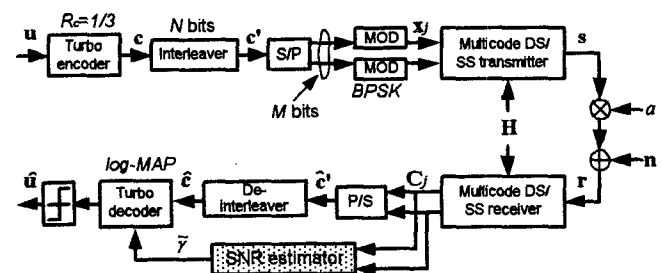 R_c=1/3
N bits
u
Turbo
encoder
c
Interleaver
c'
S/P
MOD
MOD
BPSK
M bits
x_j
Multicode DS/
SS transmitter
s
a
H
n
r
Multicode DS/
SS receiver
C_j
P/S
ĉ'
De-
interleaver
ĉ
log-MAP
Turbo
decoder
û
γ̃
SNR estimator